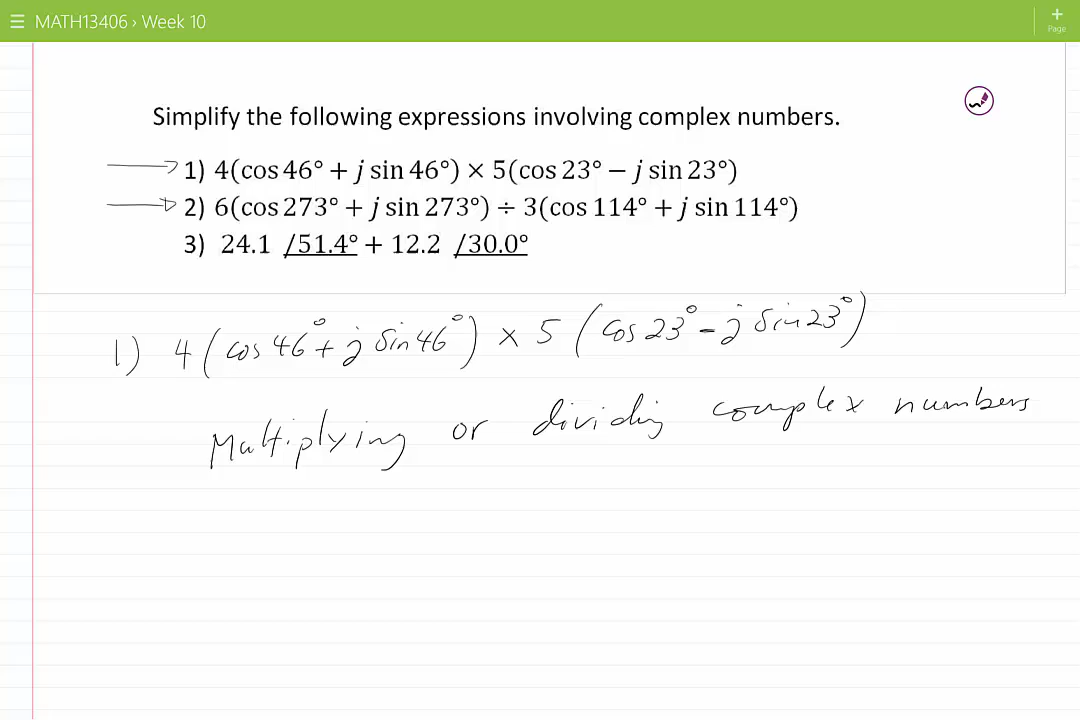 ☰ MATH13406 › Week 10
+ Page
Simplify the following expressions involving complex numbers.
1) 4(cos 46° + j sin 46°) × 5(cos 23° − j sin 23°)
2) 6(cos 273° + j sin 273°) ÷ 3(cos 114° + j sin 114°)
3) 24.1 /51.4° + 12.2 /30.0°
1) 4(cos 46° + j sin 46°) × 5(cos 23° − j sin 23°)
Multiplying or dividing complex numbers